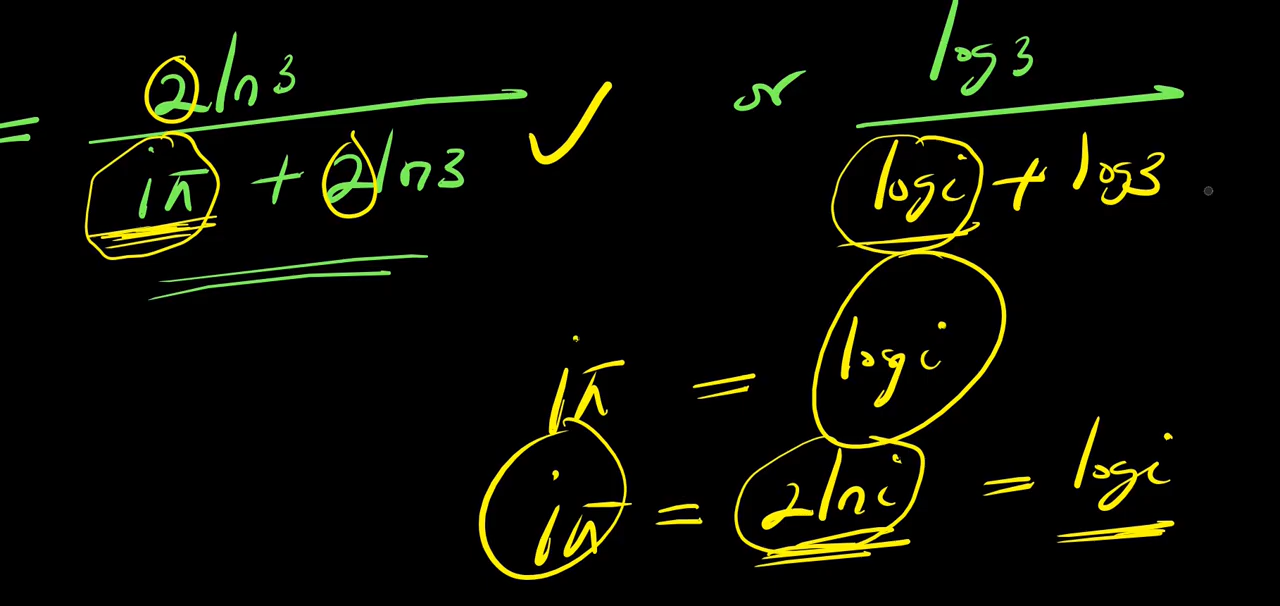 = 2ln3 / iπ + 2ln3 or log3 / logi + log3
iπ = logi
iπ = 2lni = logi